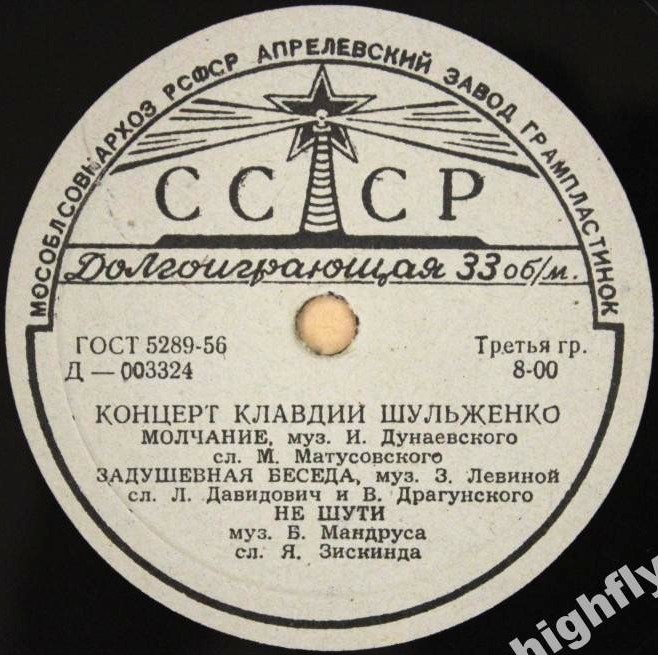 МОСОБЛСОВНАРХОЗ РСФСР АПРЕЛЕВСКИЙ ЗАВОД ГРАМПЛАСТИНОК
СССР
Долгоиграющая 33 об/м.
ГОСТ 5289-56
Третья гр.
Д — 003324
8-00
КОНЦЕРТ КЛАВДИИ ШУЛЬЖЕНКО
МОЛЧАНИЕ, муз. И. Дунаевского
сл. М. Матусовского
ЗАДУШЕВНАЯ БЕСЕДА, муз. З. Левиной
сл. Л. Давидович и В. Драгунского
НЕ ШУТИ
муз. Б. Мандруса
сл. Я. Зискинда
highfly